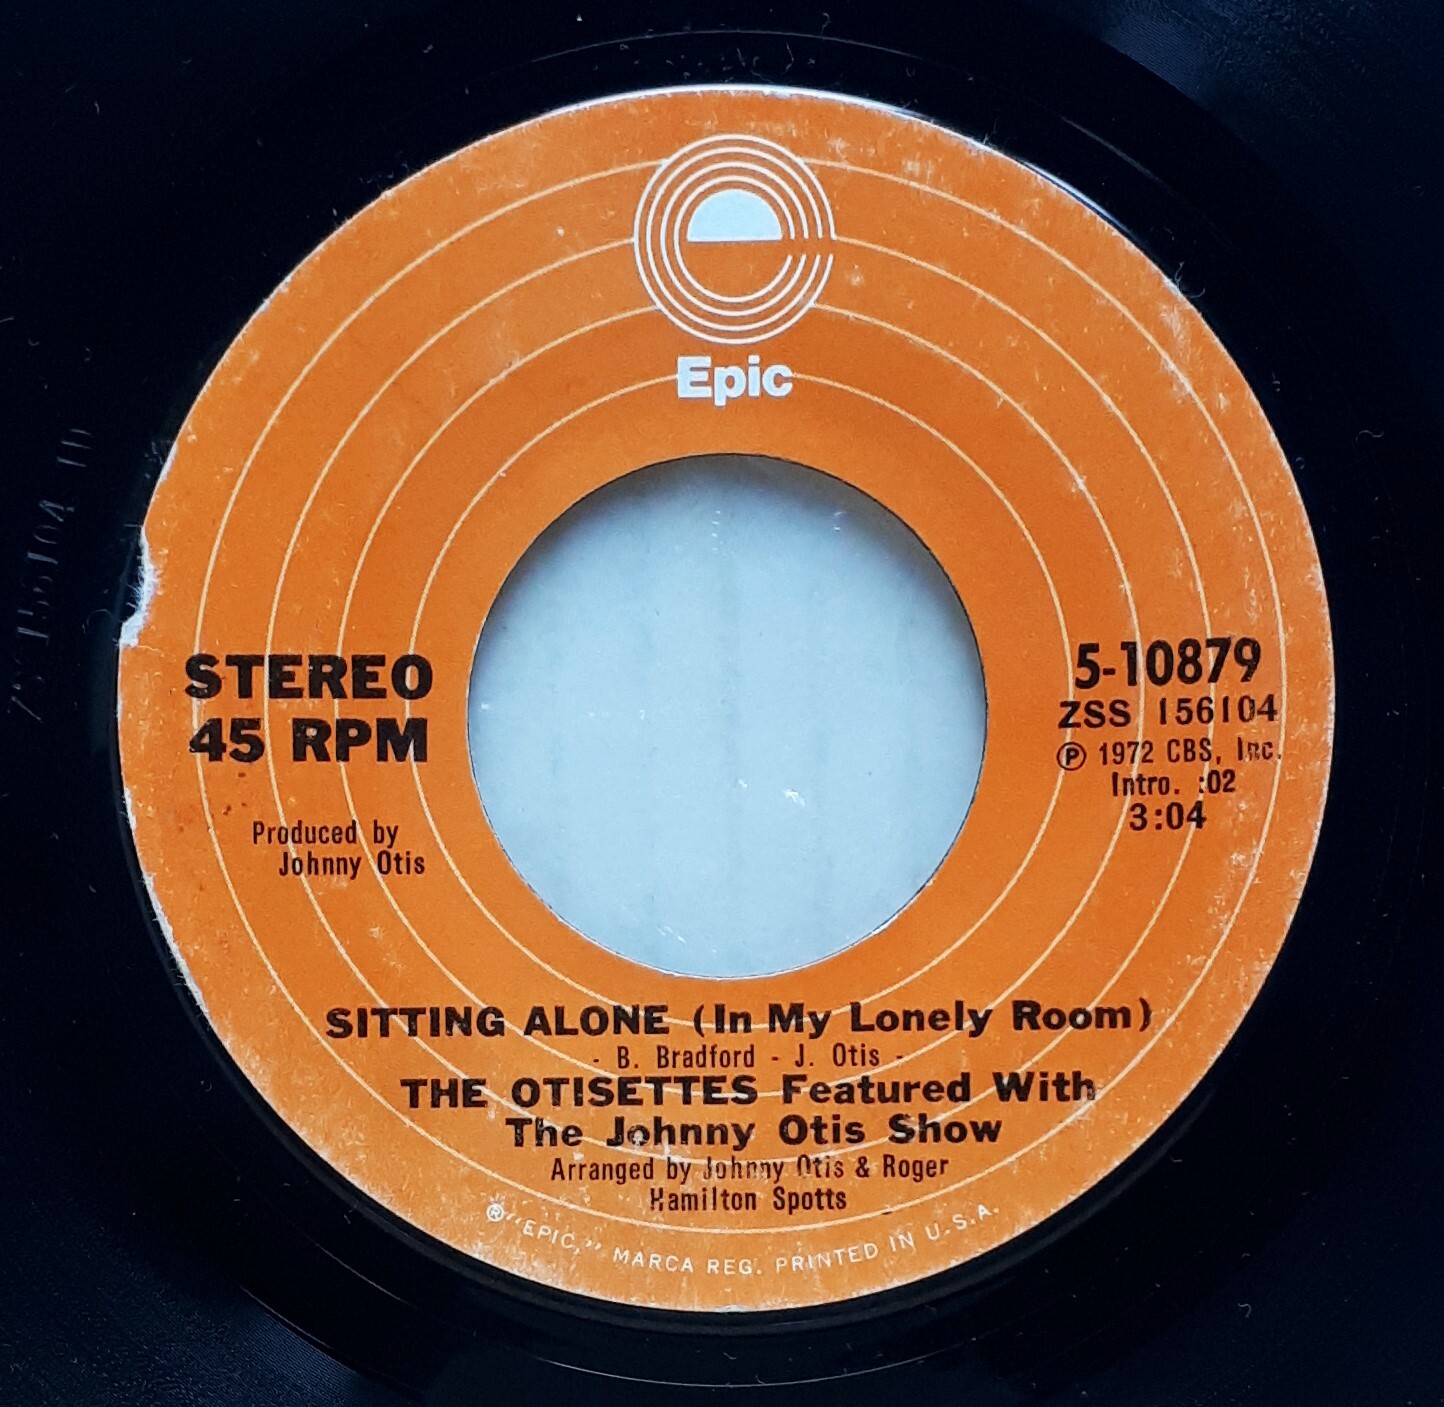 Epic
STEREO
45 RPM
Produced by
Johnny Otis
5-10879
ZSS 156104
℗ 1972 CBS, Inc.
Intro. :02
3:04
SITTING ALONE (In My Lonely Room)
- B. Bradford - J. Otis -
THE OTISETTES Featured With
The Johnny Otis Show
Arranged by Johnny Otis & Roger
Hamilton Spotts
®"EPIC," MARCA REG. PRINTED IN U.S.A.